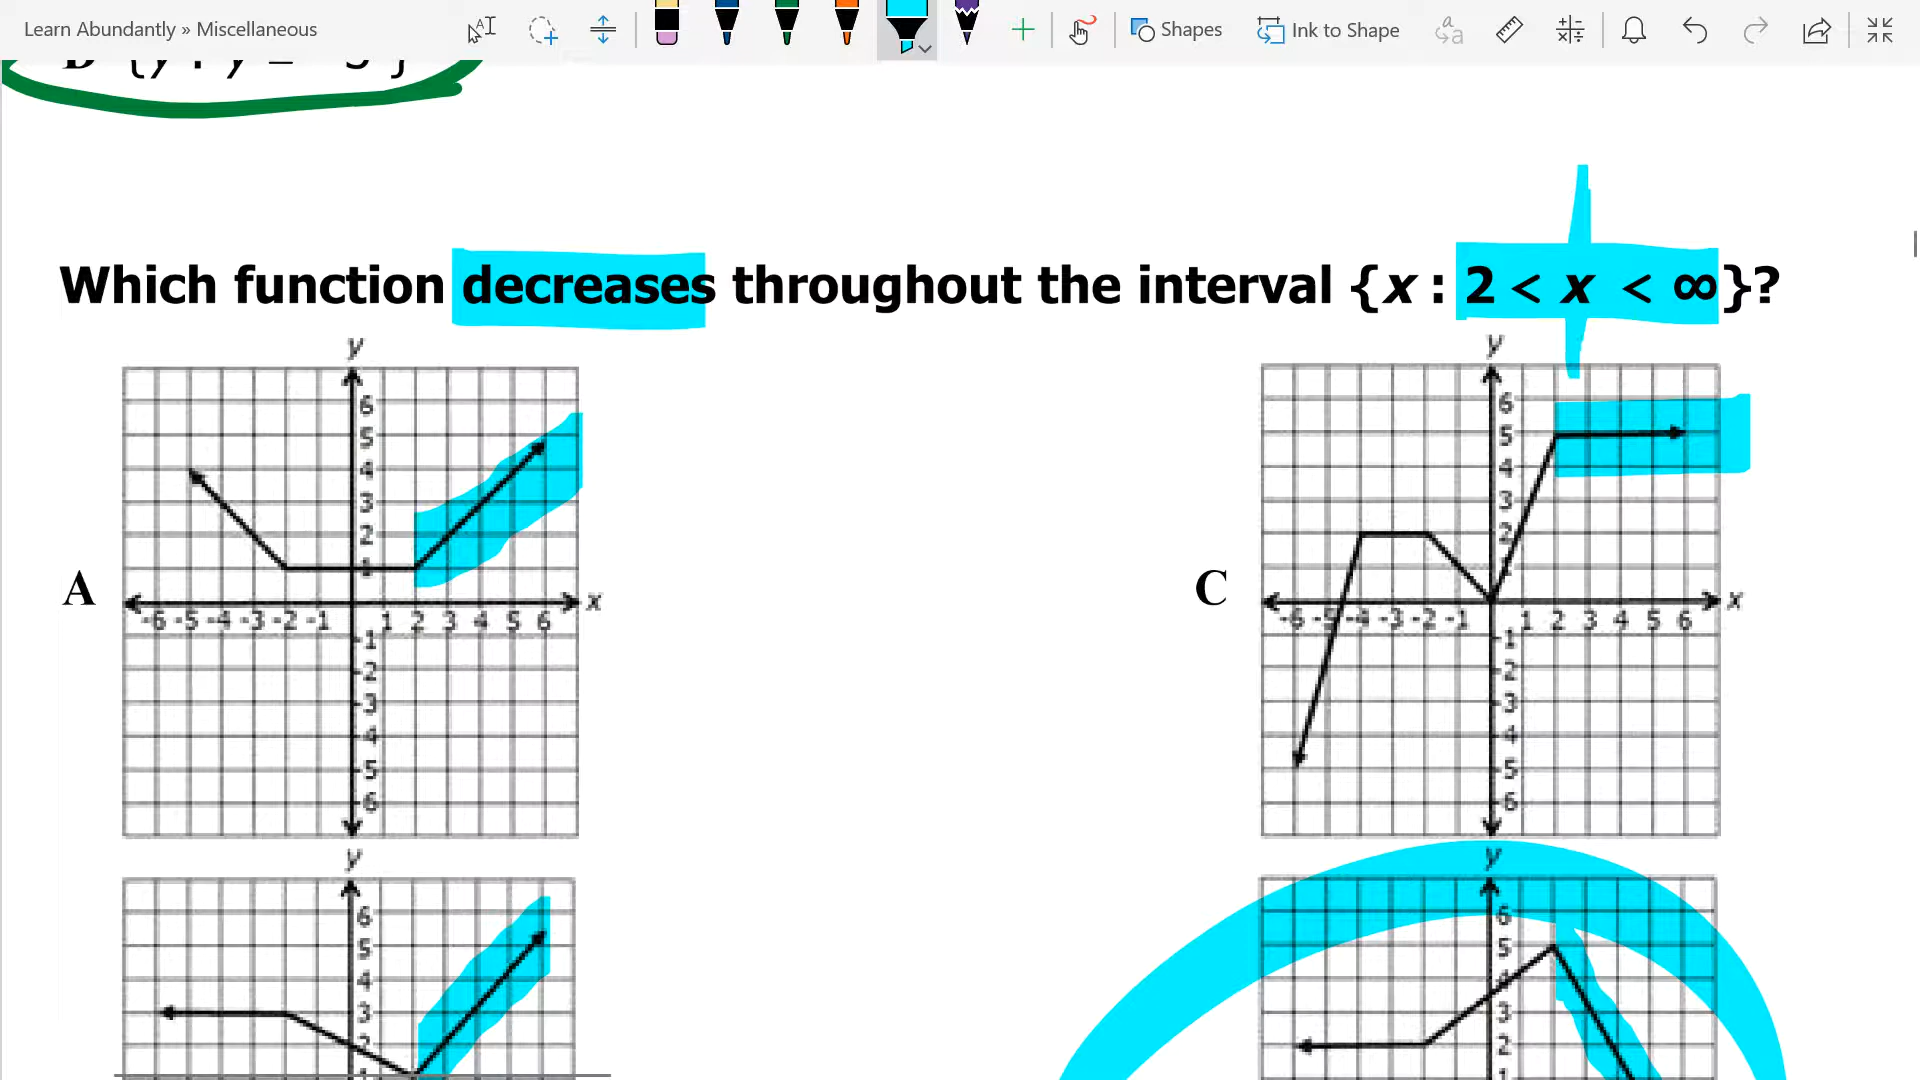 Learn Abundantly » Miscellaneous
Shapes
Ink to Shape
Which function decreases throughout the interval {x : 2 < x < ∞}?
y
6
5
4
3
2
1
A
x
-6 -5 -4 -3 -2 -1 1 2 3 4 5 6
-1
-2
-3
-4
-5
-6
y
6
5
4
3
2
1
C
x
-6 -5 -4 -3 -2 -1 1 2 3 4 5 6
-1
-2
-3
-4
-5
-6
y
6
5
4
3
2
y
6
5
4
3
2